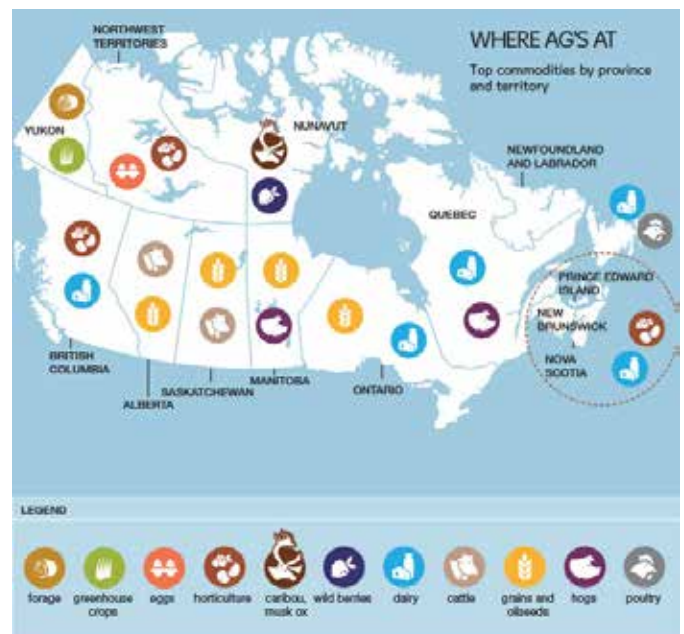 NORTHWEST
TERRITORIES
WHERE AG'S AT
Top commodities by province
and territory
YUKON
NUNAVUT
NEWFOUNDLAND
AND LABRADOR
QUEBEC
PRINCE EDWARD
ISLAND
NEW
BRUNSWICK
NOVA
SCOTIA
BRITISH
COLUMBIA
ALBERTA
SASKATCHEWAN
MANITOBA
ONTARIO
LEGEND
forage
greenhouse
crops
eggs
horticulture
caribou,
musk ox
wild berries
dairy
cattle
grains and
oilseeds
hogs
poultry